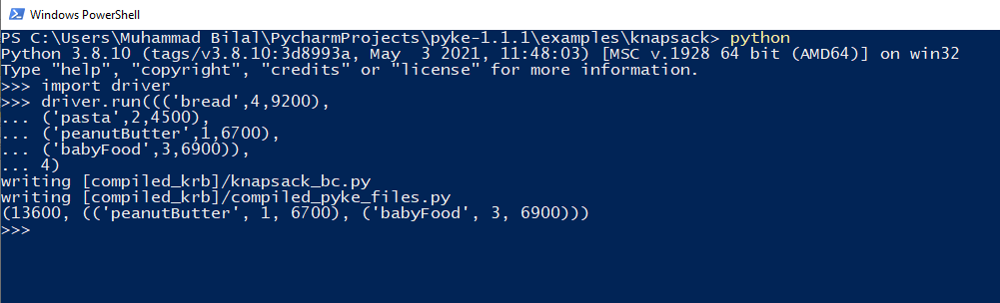 Windows PowerShell
PS C:\Users\Muhammad Bilal\PycharmProjects\pyke-1.1.1\examples\knapsack> python
Python 3.8.10 (tags/v3.8.10:3d8993a, May  3 2021, 11:48:03) [MSC v.1928 64 bit (AMD64)] on win32
Type "help", "copyright", "credits" or "license" for more information.
>>> import driver
>>> driver.run((('bread',4,9200),
... ('pasta',2,4500),
... ('peanutButter',1,6700),
... ('babyFood',3,6900)),
... 4)
writing [compiled_krb]/knapsack_bc.py
writing [compiled_krb]/compiled_pyke_files.py
(13600, (('peanutButter', 1, 6700), ('babyFood', 3, 6900)))
>>>